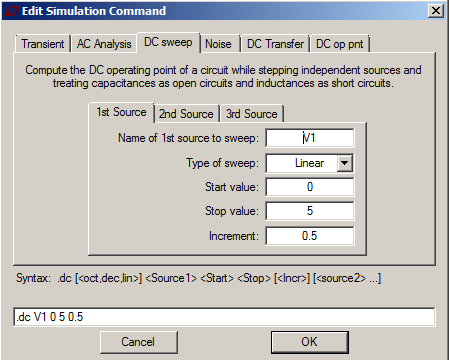 Edit Simulation Command
Transient AC Analysis DC sweep Noise DC Transfer DC op pnt
Compute the DC operating point of a circuit while stepping independent sources and
treating capacitances as open circuits and inductances as short circuits.
1st Source 2nd Source 3rd Source
Name of 1st source to sweep: V1
Type of sweep: Linear
Start value: 0
Stop value: 5
Increment: 0.5
Syntax: .dc [<oct,dec,lin>] <Source1> <Start> <Stop> [<Incr>] [<source2> ...]
.dc V1 0 5 0.5
Cancel OK